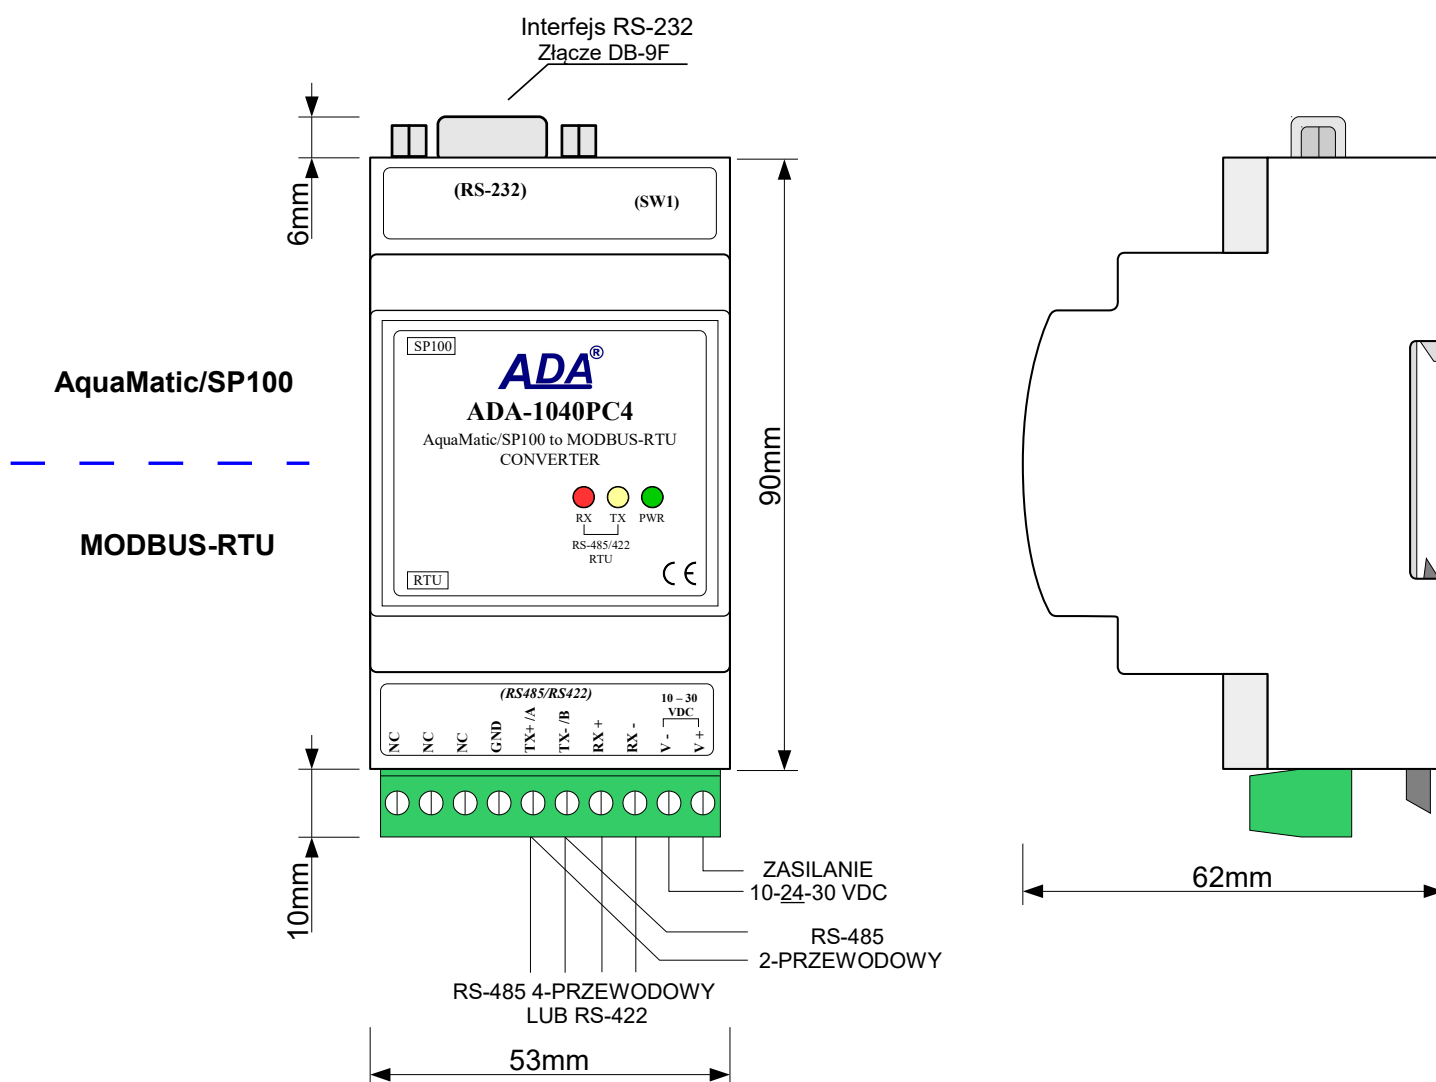 Interfejs RS-232
Złącze DB-9F
6mm
(RS-232)
(SW1)
SP100
ADA®
ADA-1040PC4
AquaMatic/SP100 to MODBUS-RTU
CONVERTER
RX TX PWR
RS-485/422
RTU
RTU
CE
AquaMatic/SP100
MODBUS-RTU
90mm
(RS485/RS422)
10 – 30
VDC
NC
NC
NC
GND
TX+ /A
TX- /B
RX +
RX -
V -
V +
10mm
ZASILANIE
10-24-30 VDC
RS-485
2-PRZEWODOWY
RS-485 4-PRZEWODOWY
LUB RS-422
53mm
62mm